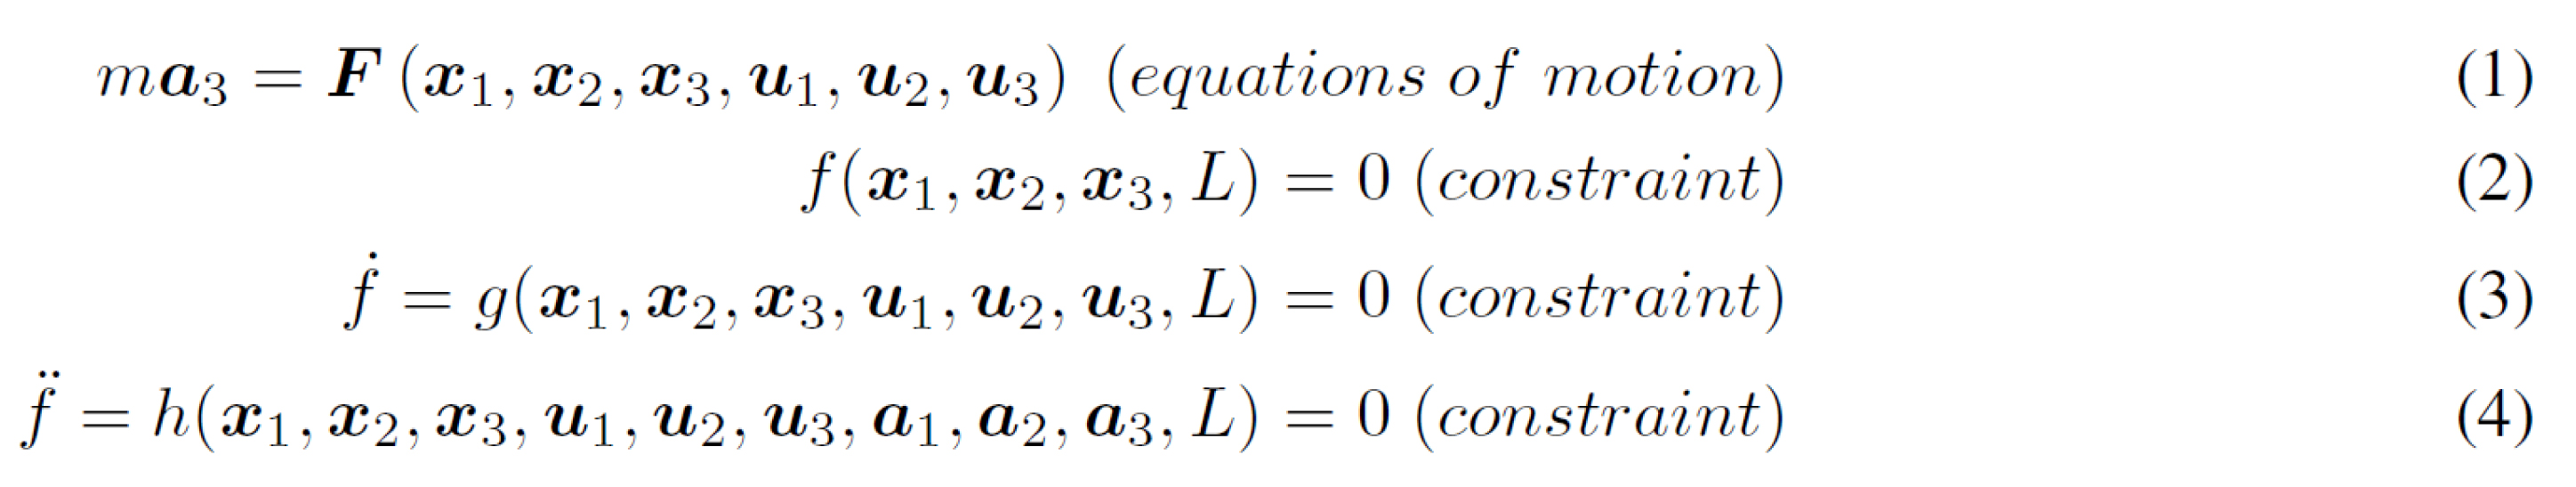 m𝒂₃ = 𝑭 (𝒙₁, 𝒙₂, 𝒙₃, 𝒖₁, 𝒖₂, 𝒖₃) (equations of motion) (1)
f(𝒙₁, 𝒙₂, 𝒙₃, L) = 0 (constraint) (2)
ḟ = g(𝒙₁, 𝒙₂, 𝒙₃, 𝒖₁, 𝒖₂, 𝒖₃, L) = 0 (constraint) (3)
f̈ = h(𝒙₁, 𝒙₂, 𝒙₃, 𝒖₁, 𝒖₂, 𝒖₃, 𝒂₁, 𝒂₂, 𝒂₃, L) = 0 (constraint) (4)